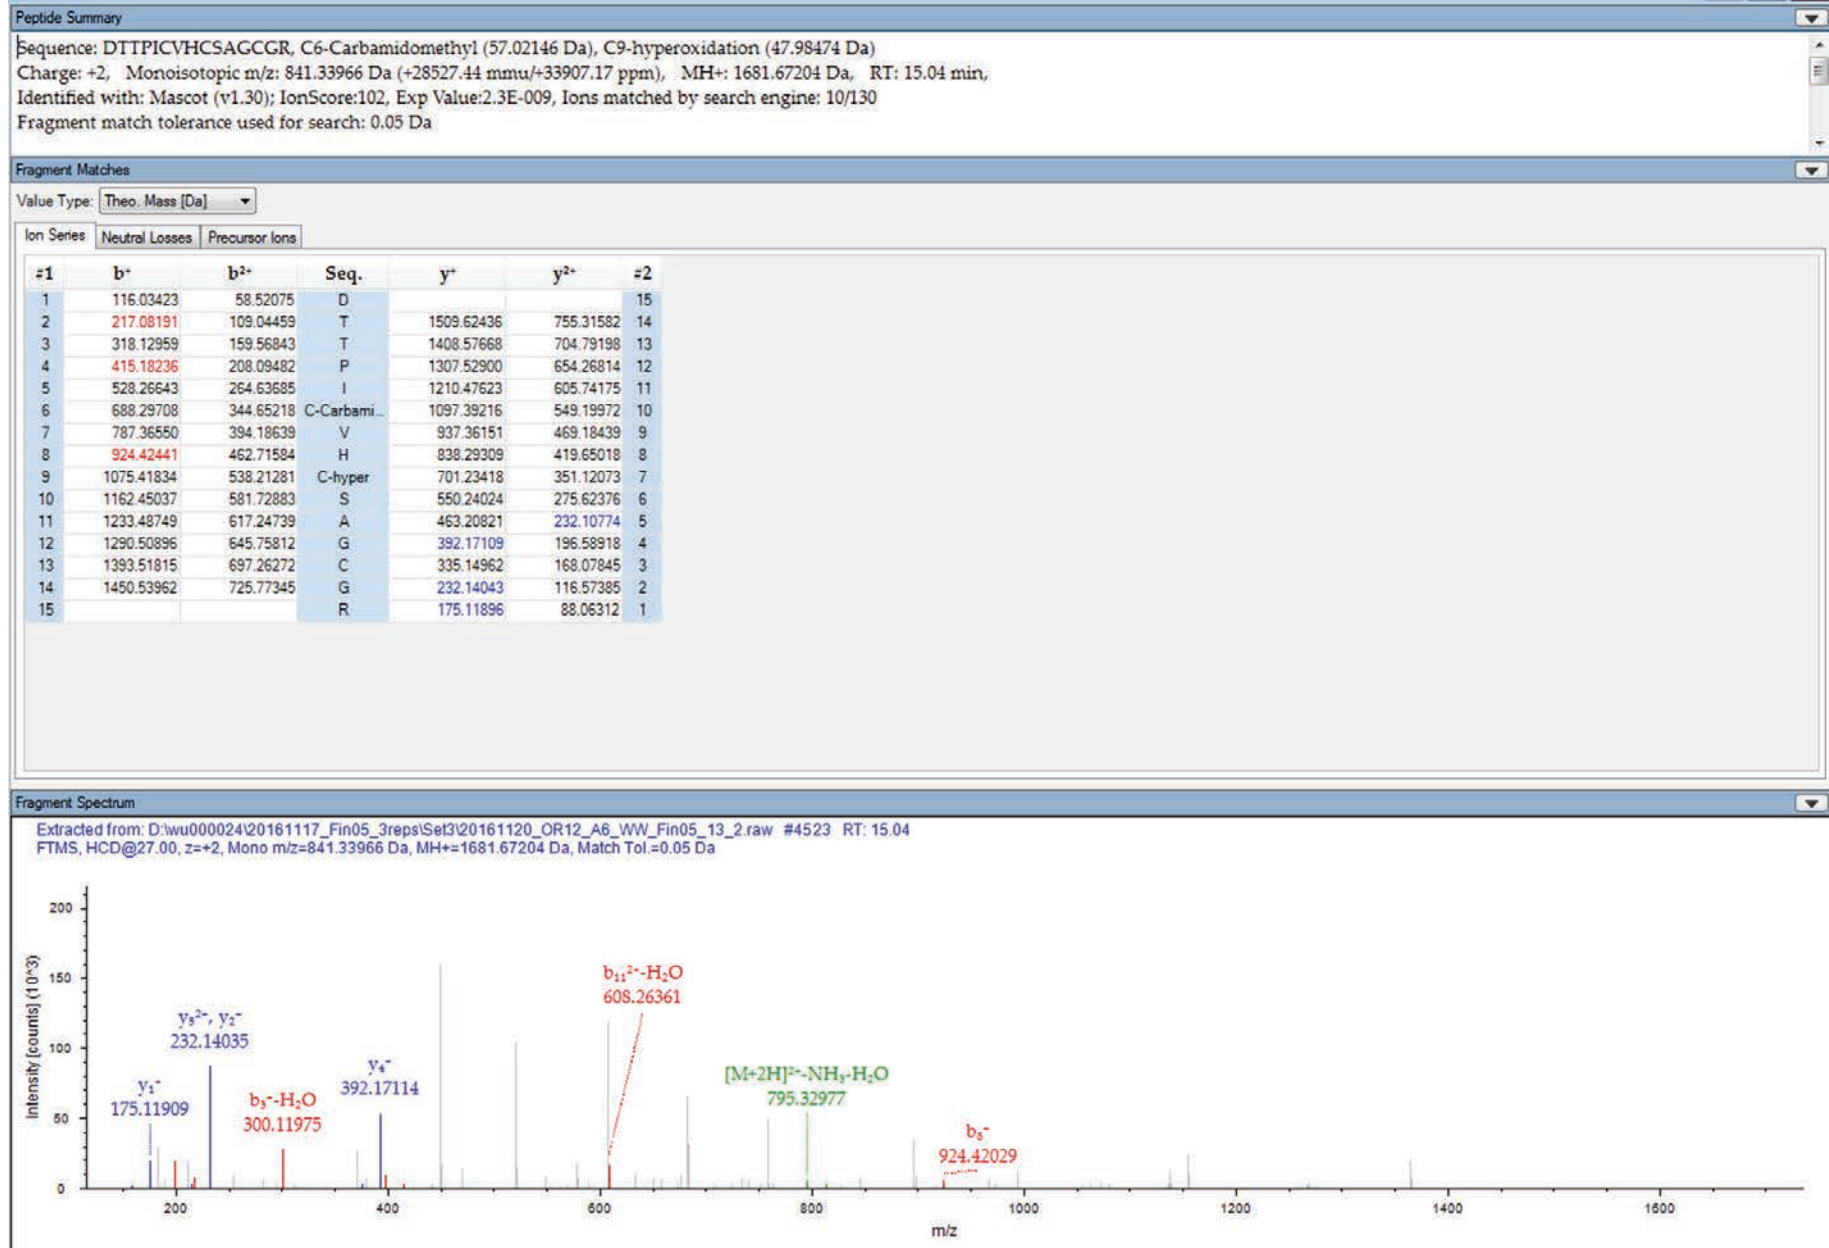 Peptide Summary
Sequence: DTTPICVHCSAGCGR, C6-Carbamidomethyl (57.02146 Da), C9-hyperoxidation (47.98474 Da)
Charge: +2, Monoisotopic m/z: 841.33966 Da (+28527.44 mmu/+33907.17 ppm), MH+: 1681.67204 Da, RT: 15.04 min,
Identified with: Mascot (v1.30); IonScore:102, Exp Value:2.3E-009, Ions matched by search engine: 10/130
Fragment match tolerance used for search: 0.05 Da
Fragment Matches
Value Type: Theo. Mass [Da]
Ion Series Neutral Losses Precursor Ions
#1 b⁺ b²⁺ Seq. y⁺ y²⁺ #2
1 116.03423 58.52075 D 15
2 217.08191 109.04459 T 1509.62436 755.31582 14
3 318.12959 159.56843 T 1408.57668 704.79198 13
4 415.18236 208.09482 P 1307.52900 654.26814 12
5 528.26643 264.63685 I 1210.47623 605.74175 11
6 688.29708 344.65218 C-Carbami... 1097.39216 549.19972 10
7 787.36550 394.18639 V 937.36151 469.18439 9
8 924.42441 462.71584 H 838.29309 419.65018 8
9 1075.41834 538.21281 C-hyper 701.23418 351.12073 7
10 1162.45037 581.72883 S 550.24024 275.62376 6
11 1233.48749 617.24739 A 463.20821 232.10774 5
12 1290.50896 645.75812 G 392.17109 196.58918 4
13 1393.51815 697.26272 C 335.14962 168.07845 3
14 1450.53962 725.77345 G 232.14043 116.57385 2
15 R 175.11896 88.06312 1
Fragment Spectrum
Extracted from: D:\wu000024\20161117_Fin05_3reps\Set3\20161120_OR12_A6_WW_Fin05_13_2.raw #4523 RT: 15.04
FTMS, HCD@27.00, z=+2, Mono m/z=841.33966 Da, MH+=1681.67204 Da, Match Tol.=0.05 Da
Intensity [counts] (10^3)
200
150
100
50
0
y₁⁺
175.11909
y₅²⁺, y₂⁺
232.14035
b₃⁺-H₂O
300.11975
y₄⁺
392.17114
b₁₁²⁺-H₂O
608.26361
[M+2H]²⁺-NH₃-H₂O
795.32977
b₈⁺
924.42029
200 400 600 800 1000 1200 1400 1600
m/z